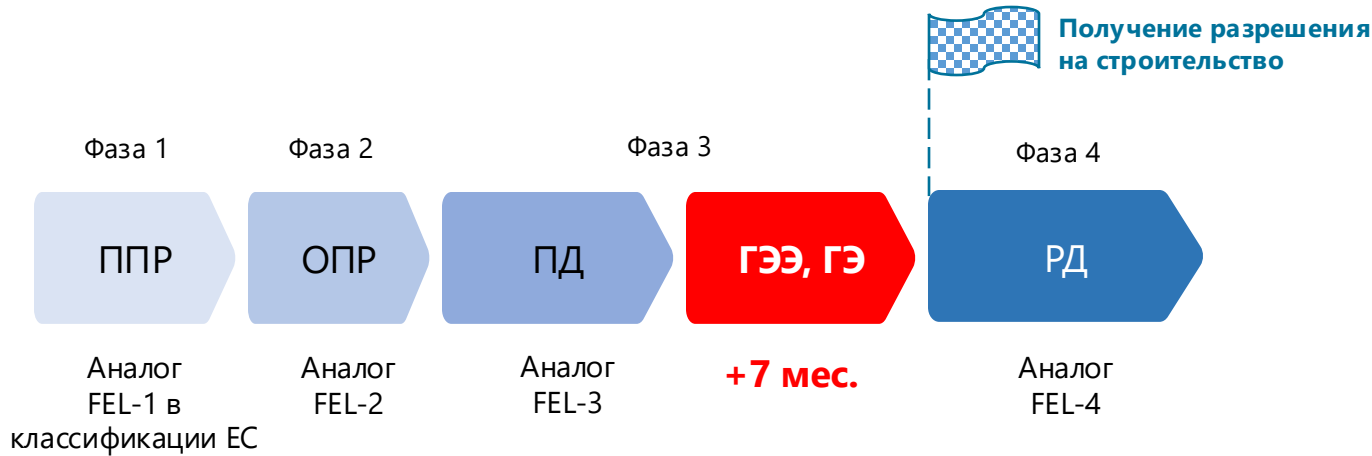 Получение разрешения
на строительство
Фаза 1
Фаза 2
Фаза 3
Фаза 4
ППР
ОПР
ПД
ГЭЭ, ГЭ
РД
Аналог
FEL-1 в
классификации ЕС
Аналог
FEL-2
Аналог
FEL-3
+7 мес.
Аналог
FEL-4